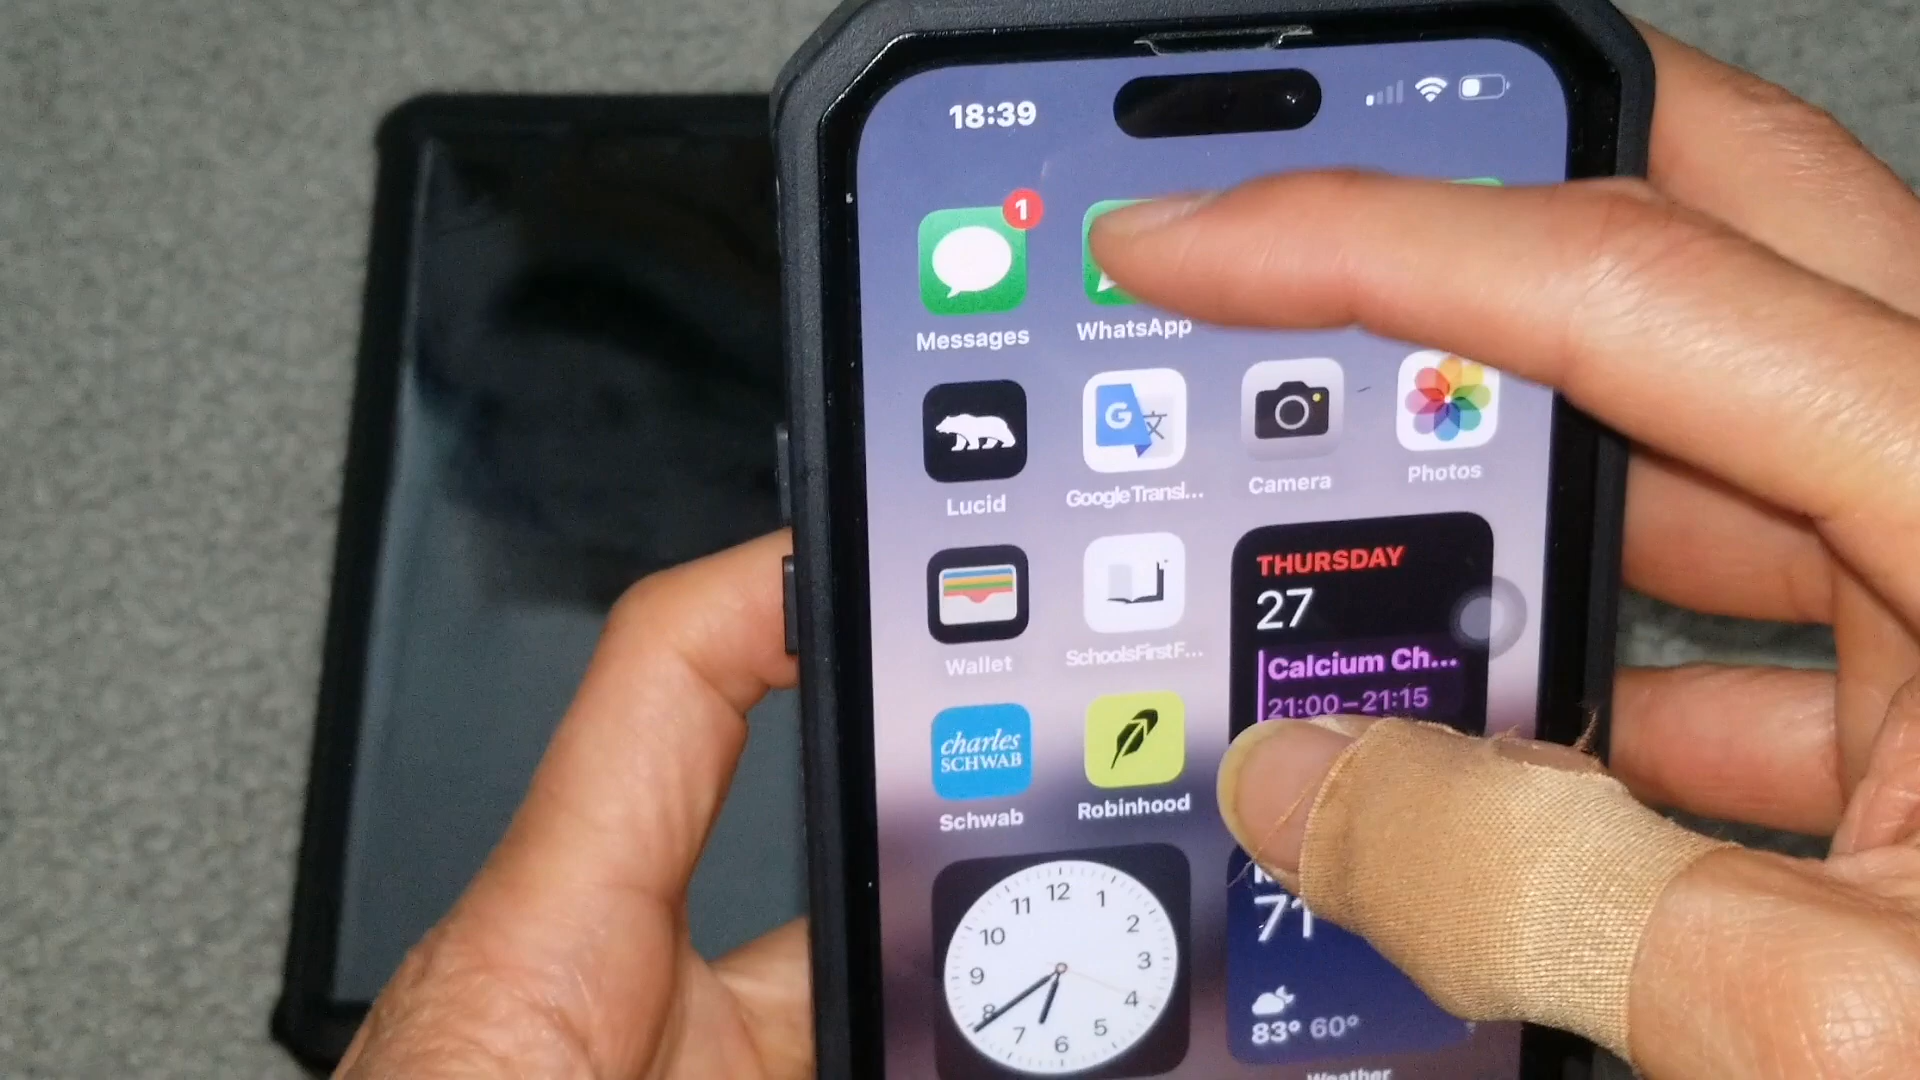 18:39
1
Messages
WhatsApp
G 文
Lucid
Google Transl...
Camera
Photos
Wallet
SchoolsFirst F...
THURSDAY
27
Calcium Ch...
21:00–21:15
charles
SCHWAB
Schwab
Robinhood
12
1
2
3
4
5
6
7
8
9
10
11
71
83° 60°
Weather